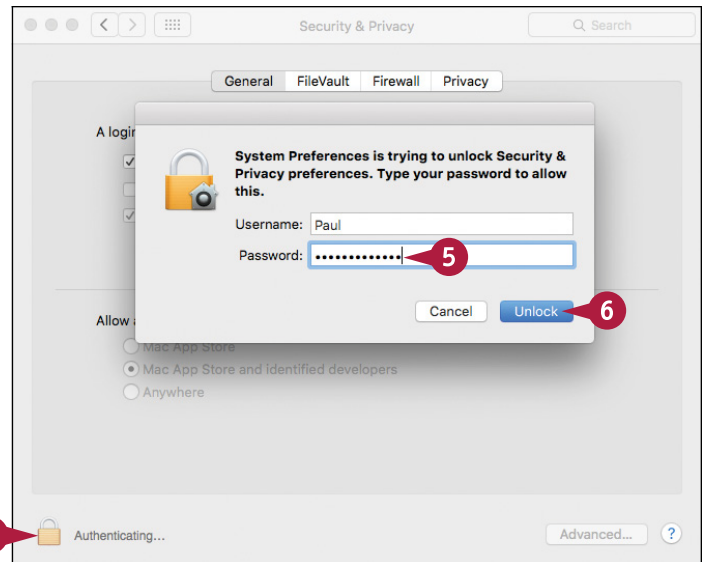 Security & Privacy
Search
General FileVault Firewall Privacy
A login
System Preferences is trying to unlock Security &
Privacy preferences. Type your password to allow
this.
Username: Paul
Password: •••••••••••••
5
Cancel Unlock
6
Allow
Mac App Store
Mac App Store and identified developers
Anywhere
Authenticating...
Advanced... ?